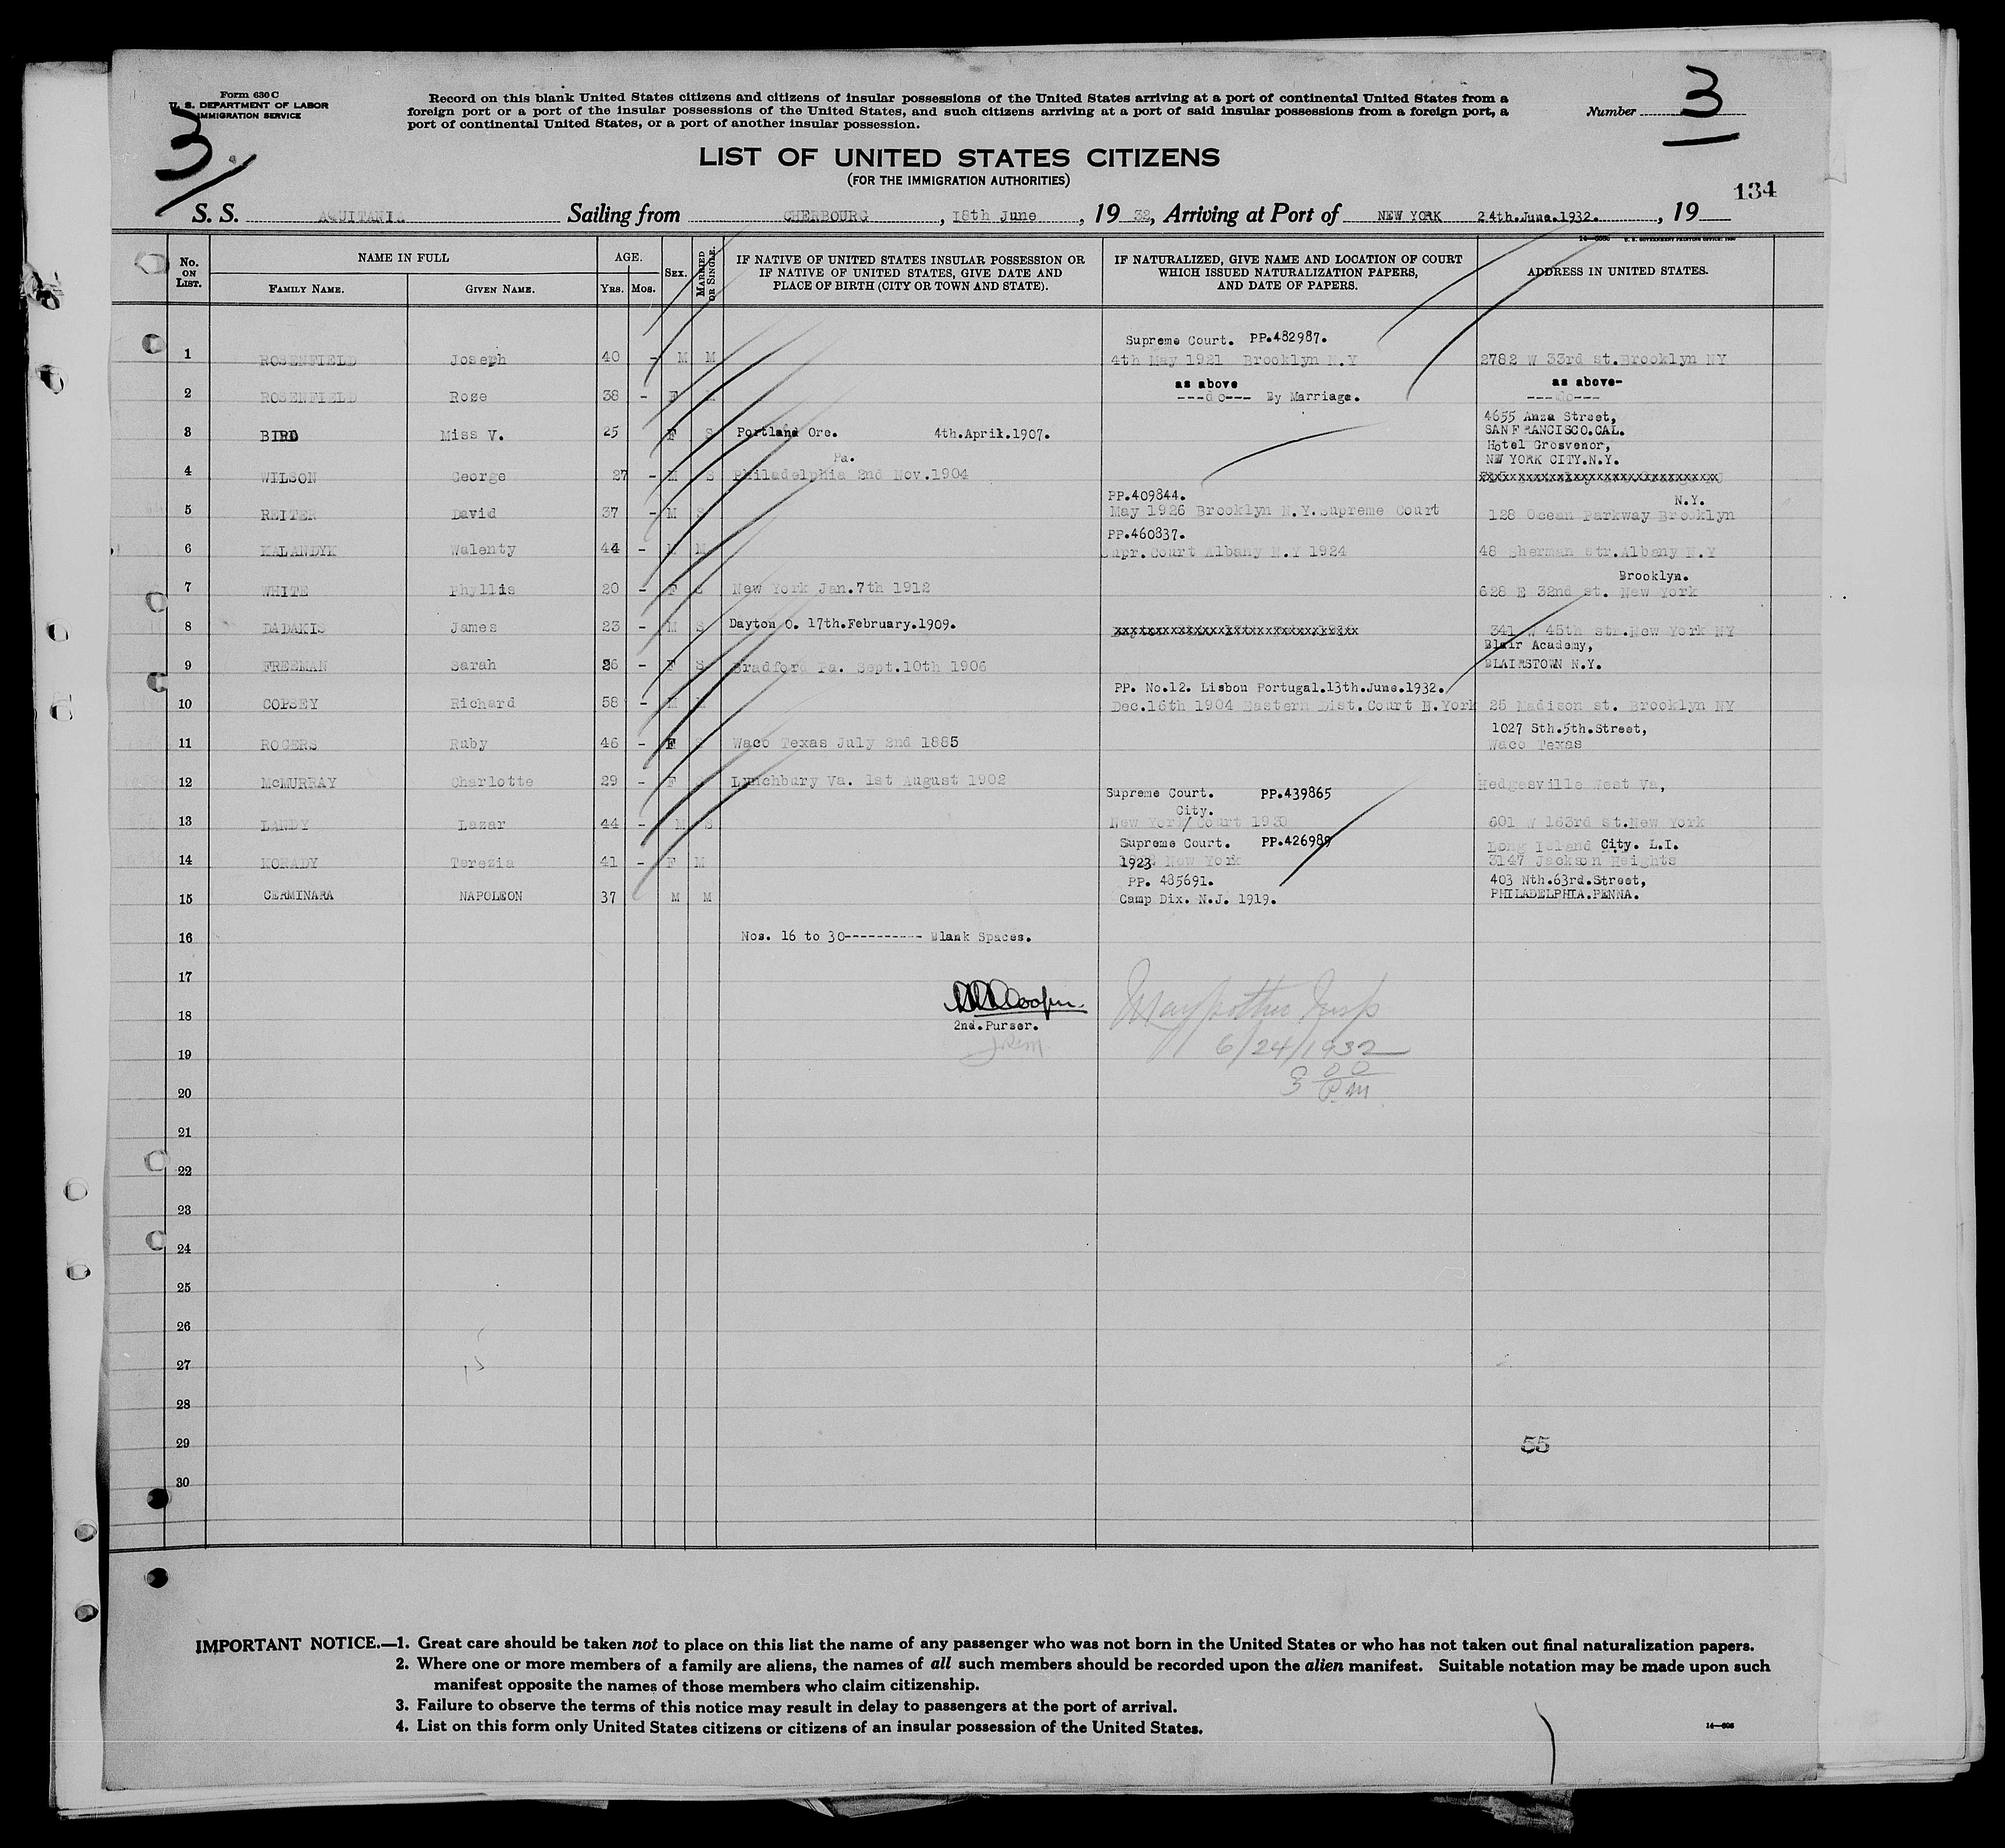 Form 630 C
U. S. DEPARTMENT OF LABOR
IMMIGRATION SERVICE
3
Record on this blank United States citizens and citizens of insular possessions of the United States arriving at a port of continental United States from a
foreign port or a port of the insular possessions of the United States, and such citizens arriving at a port of said insular possessions from a foreign port, a
port of continental United States, or a port of another insular possession.
Number 3
LIST OF UNITED STATES CITIZENS
(FOR THE IMMIGRATION AUTHORITIES)
134
S. S. AQUITANIA Sailing from CHERBOURG, 18th June, 19 32, Arriving at Port of NEW YORK 24th.June.1932., 19
No. ON LIST.
NAME IN FULL
FAMILY NAME.
GIVEN NAME.
AGE.
YRS. MOS.
SEX.
MARRIED OR SINGLE.
IF NATIVE OF UNITED STATES INSULAR POSSESSION OR
IF NATIVE OF UNITED STATES, GIVE DATE AND
PLACE OF BIRTH (CITY OR TOWN AND STATE).
IF NATURALIZED, GIVE NAME AND LOCATION OF COURT
WHICH ISSUED NATURALIZATION PAPERS,
AND DATE OF PAPERS.
ADDRESS IN UNITED STATES.
Supreme Court. PP.482987.
1 ROSENFIELD Joseph 40 - M M 4th May 1921 Brooklyn N.Y 2782 W 33rd st.Brooklyn NY
as above as above-
2 ROSENFIELD Rose 38 - F ---do--- By Marriage. ---do---
4655 Anza Street,
3 BIRD Miss V. 25 F S Portland Ore. 4th.April.1907. SANFRANCISCO.CAL.
Hotel Grosvenor,
Pa. NEW YORK CITY.N.Y.
4 WILSON George 27 - M S Philadelphia 2nd Nov.1904
PP.409844. N.Y.
5 REITER David 37 - M S May 1926 Brooklyn N.Y.Supreme Court 128 Ocean Parkway Brooklyn
PP.460837.
6 KALANDYK Walenty 44 - M M Supr.Court Albany N.Y 1924 48 Sherman str.Albany N.Y
Brooklyn.
7 WHITE Phyllis 20 - F S New York Jan.7th 1912 628 E 32nd st. New York
8 DADAKIS James 23 - M S Dayton O. 17th.February.1909. xxxxxxxxxxxxxxxxxxxxxxxxxxxxxxx 341 W 45th str.New York NY
Blair Academy,
9 FREEMAN Sarah 26 - F S Bradford Pa. Sept.10th 1906 BLAIRSTOWN N.Y.
PP. No.12. Lisbon Portugal.13th.June.1932.
10 COPSEY Richard 58 - M M Dec.16th 1904 Eastern Dist.Court N.York 25 Madison st. Brooklyn NY
1027 Sth.5th.Street,
11 ROGERS Ruby 46 - F Waco Texas July 2nd 1885 Waco Texas
12 McMURRAY Charlotte 29 - F Lynchbury Va. 1st August 1902 Hedgesville West Va,
Supreme Court. PP.439865
City.
13 LANDY Lazar 44 - M S New York/ Court 1930 601 W 163rd st.New York
Supreme Court. PP.426989 Long Island City. L.I.
14 KORADY Terezia 41 - F M 1923 New York 3147 Jackson Heights
PP. 485691. 403 Nth.63rd.Street,
15 CERMINARA NAPOLEON 37 M M Camp Dix. N.J. 1919. PHILADELPHIA.PENNA.
16 Nos. 16 to 30---------- Blank Spaces.
17
18 2nd.Purser.
19 6/24/1932
3 00 PM
20
21
22
23
24
25
26
27
28
29 55
30
IMPORTANT NOTICE.—1. Great care should be taken not to place on this list the name of any passenger who was not born in the United States or who has not taken out final naturalization papers.
2. Where one or more members of a family are aliens, the names of all such members should be recorded upon the alien manifest. Suitable notation may be made upon such
manifest opposite the names of those members who claim citizenship.
3. Failure to observe the terms of this notice may result in delay to passengers at the port of arrival.
4. List on this form only United States citizens or citizens of an insular possession of the United States.